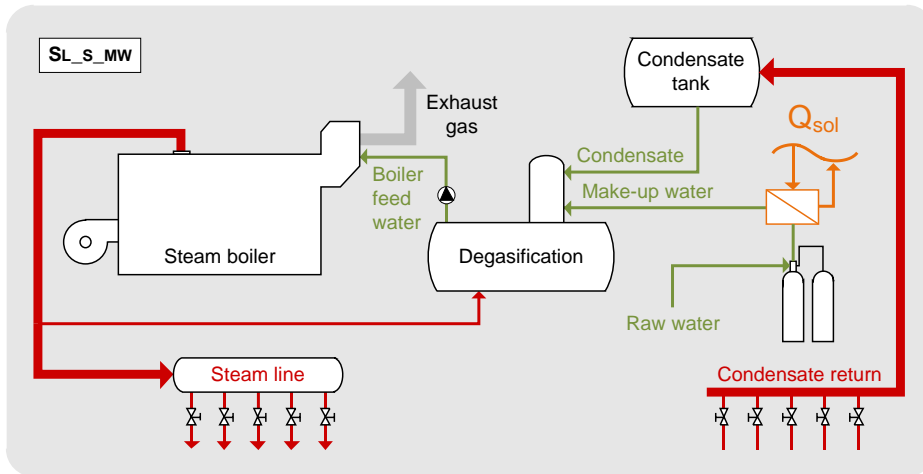 SL_S_MW
Condensate
tank
Exhaust
gas
Qsol
Condensate
Boiler
feed
water
Make-up water
Steam boiler
Degasification
Raw water
Steam line
Condensate return